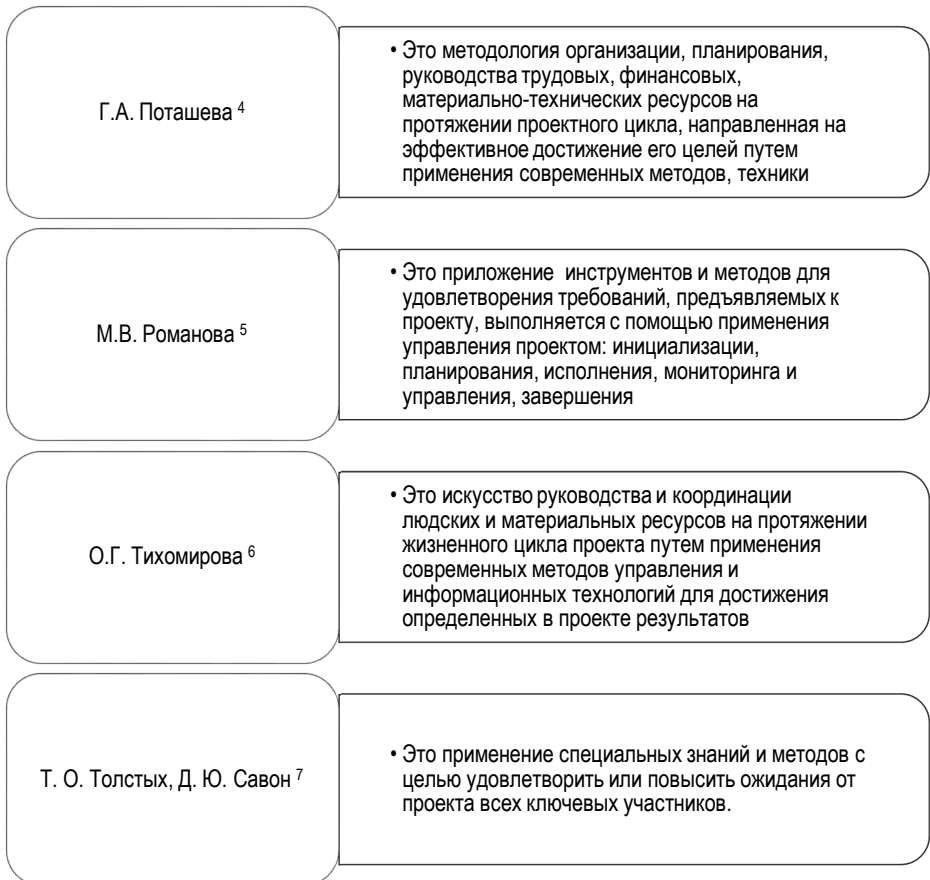 Г.А. Поташева ⁴
• Это методология организации, планирования,
руководства трудовых, финансовых,
материально-технических ресурсов на
протяжении проектного цикла, направленная на
эффективное достижение его целей путем
применения современных методов, техники
М.В. Романова ⁵
• Это приложение инструментов и методов для
удовлетворения требований, предъявляемых к
проекту, выполняется с помощью применения
управления проектом: инициализации,
планирования, исполнения, мониторинга и
управления, завершения
О.Г. Тихомирова ⁶
• Это искусство руководства и координации
людских и материальных ресурсов на протяжении
жизненного цикла проекта путем применения
современных методов управления и
информационных технологий для достижения
определенных в проекте результатов
Т. О. Толстых, Д. Ю. Савон ⁷
• Это применение специальных знаний и методов с
целью удовлетворить или повысить ожидания от
проекта всех ключевых участников.